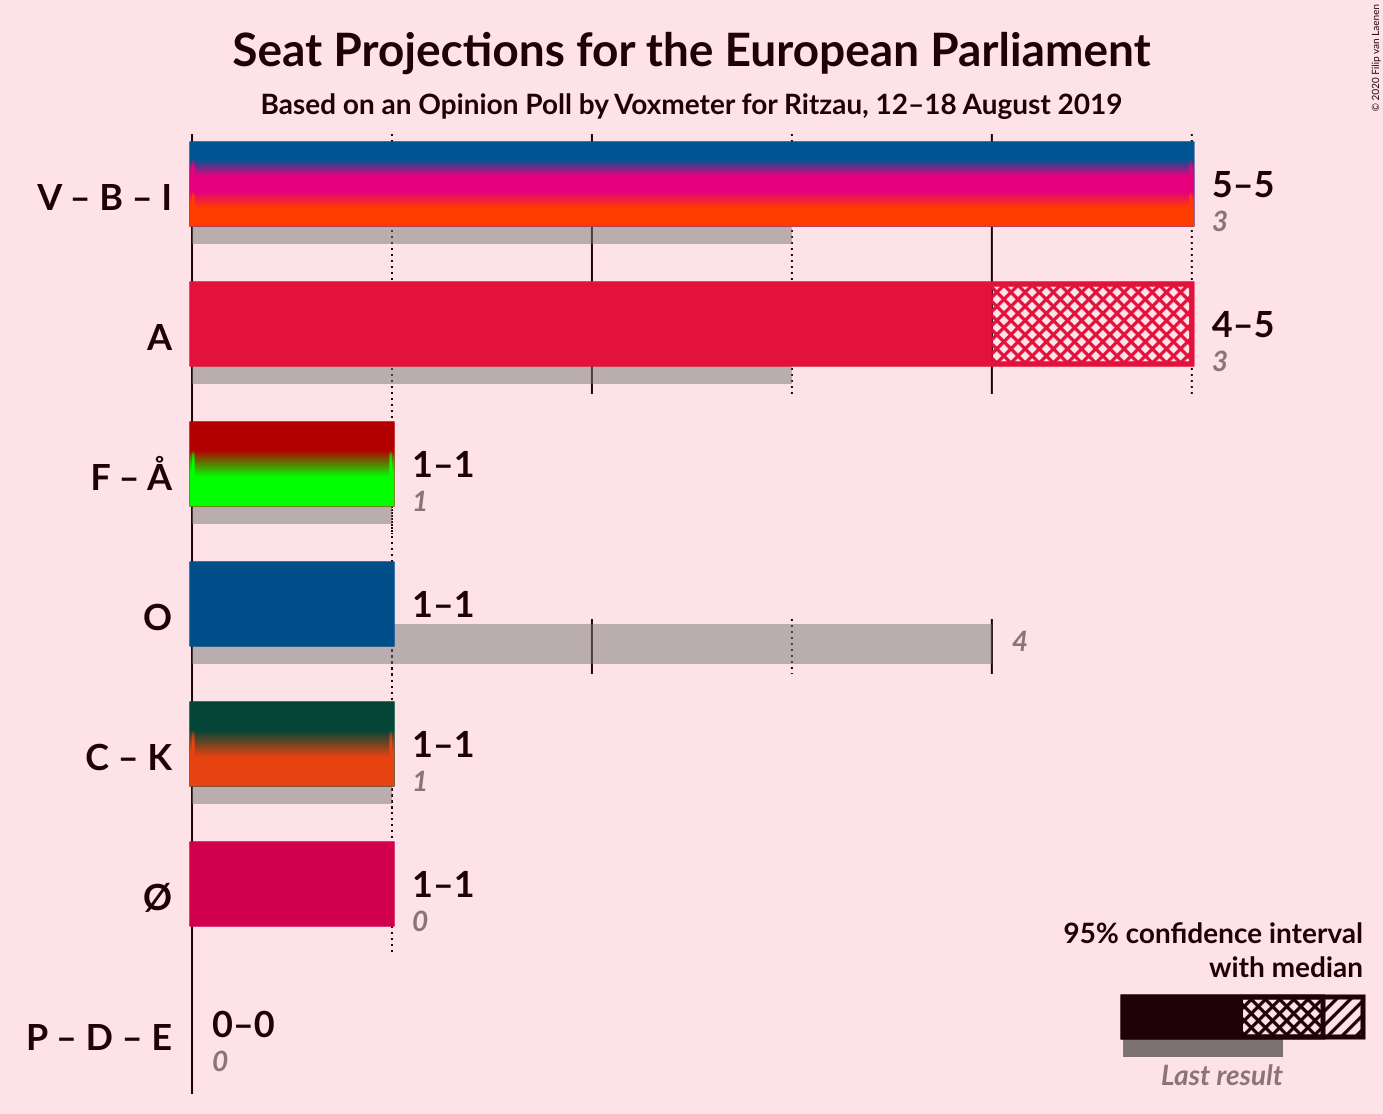 Seat Projections for the European Parliament
Based on an Opinion Poll by Voxmeter for Ritzau, 12–18 August 2019
© 2020 Filip van Laenen
V – B – I
5–5
3
A
4–5
3
F – Å
1–1
1
O
1–1
4
C – K
1–1
1
Ø
1–1
0
P – D – E
0–0
0
95% confidence interval
with median
Last result